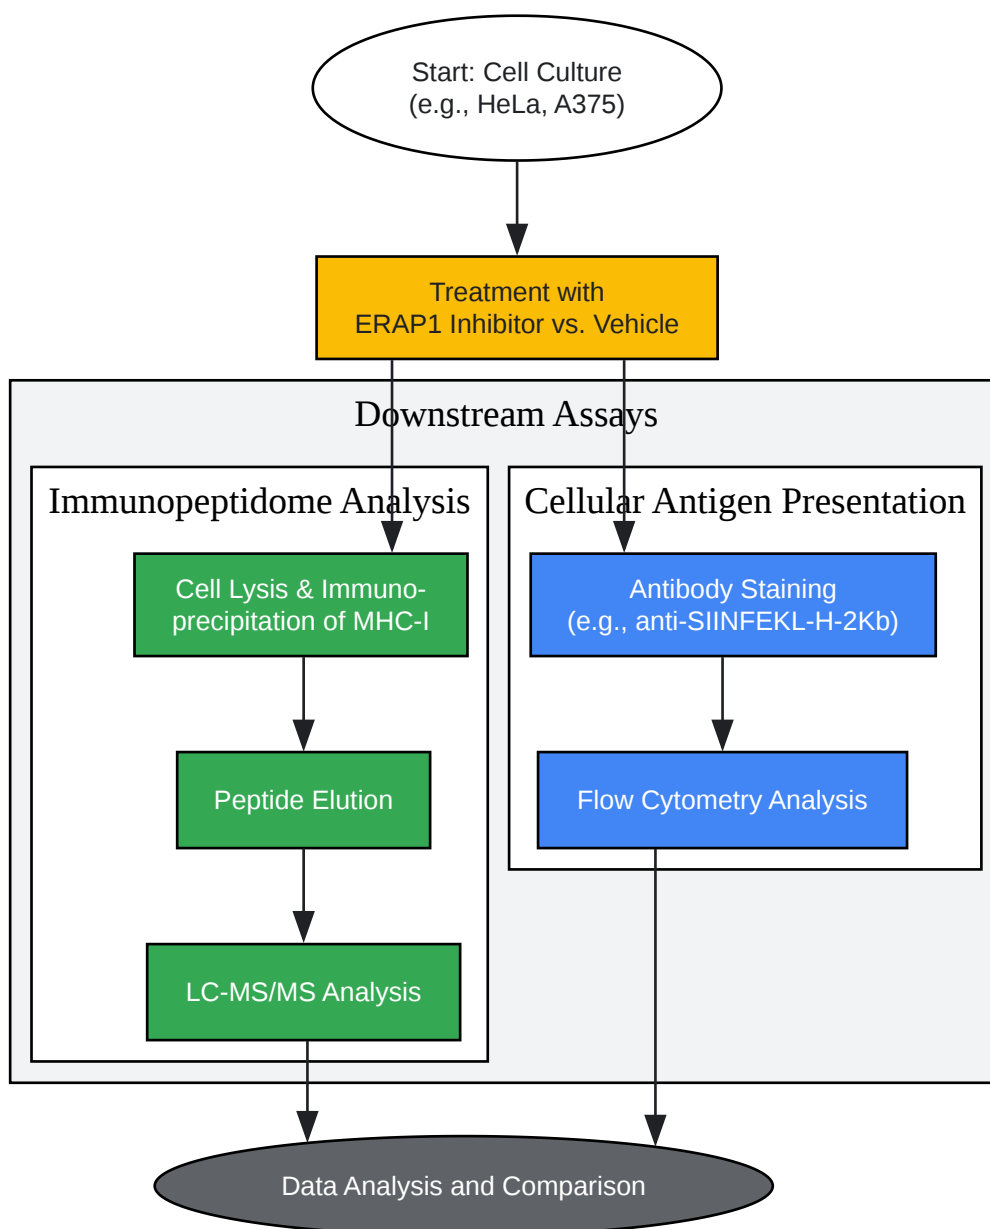 Start: Cell Culture
(e.g., HeLa, A375)
Treatment with
ERAP1 Inhibitor vs. Vehicle
Downstream Assays
Immunopeptidome Analysis
Cell Lysis & Immuno-
precipitation of MHC-I
Peptide Elution
LC-MS/MS Analysis
Cellular Antigen Presentation
Antibody Staining
(e.g., anti-SIINFEKL-H-2Kb)
Flow Cytometry Analysis
Data Analysis and Comparison